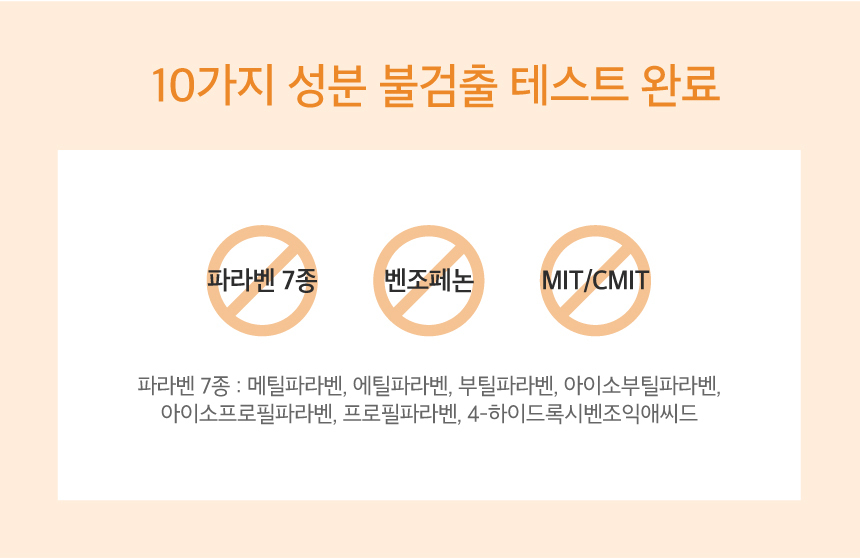 10가지 성분 불검출 테스트 완료
파라벤 7종
벤조페논
MIT/CMIT
파라벤 7종 : 메틸파라벤, 에틸파라벤, 부틸파라벤, 아이소부틸파라벤,
아이소프로필파라벤, 프로필파라벤, 4-하이드록시벤조익애씨드